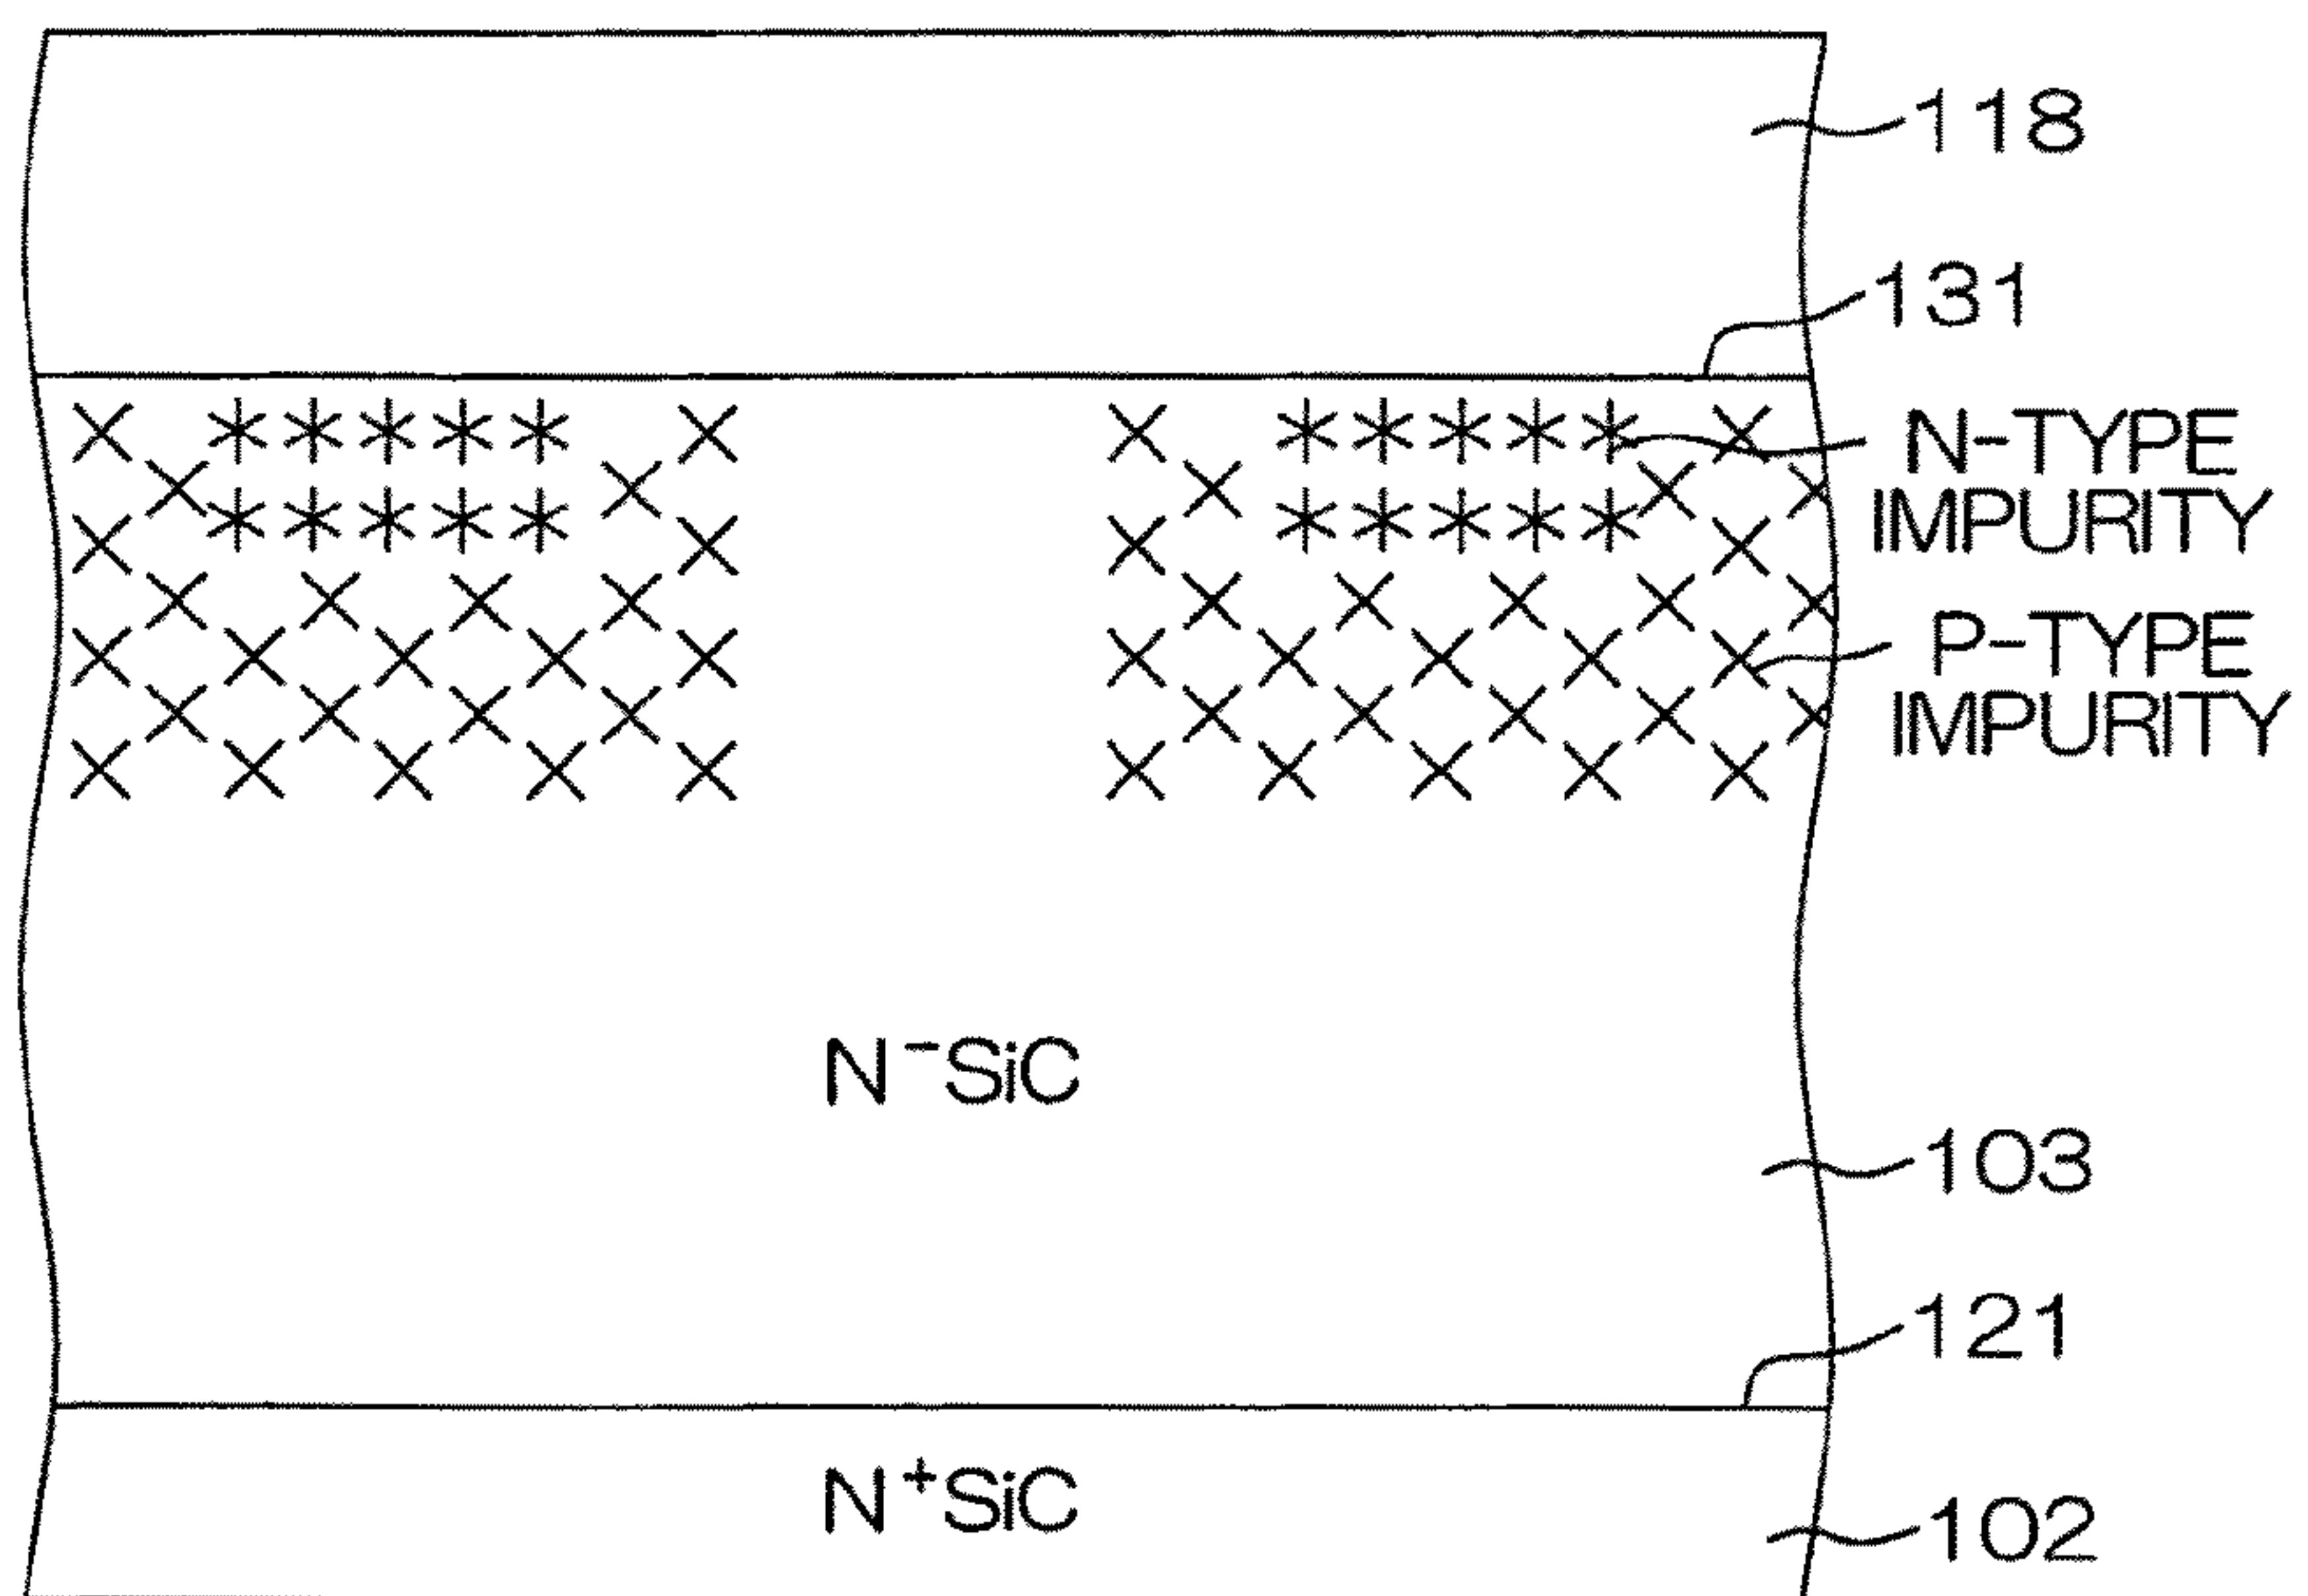 118
131
N-TYPE
IMPURITY
P-TYPE
IMPURITY
N⁻SiC
103
121
N⁺SiC
102